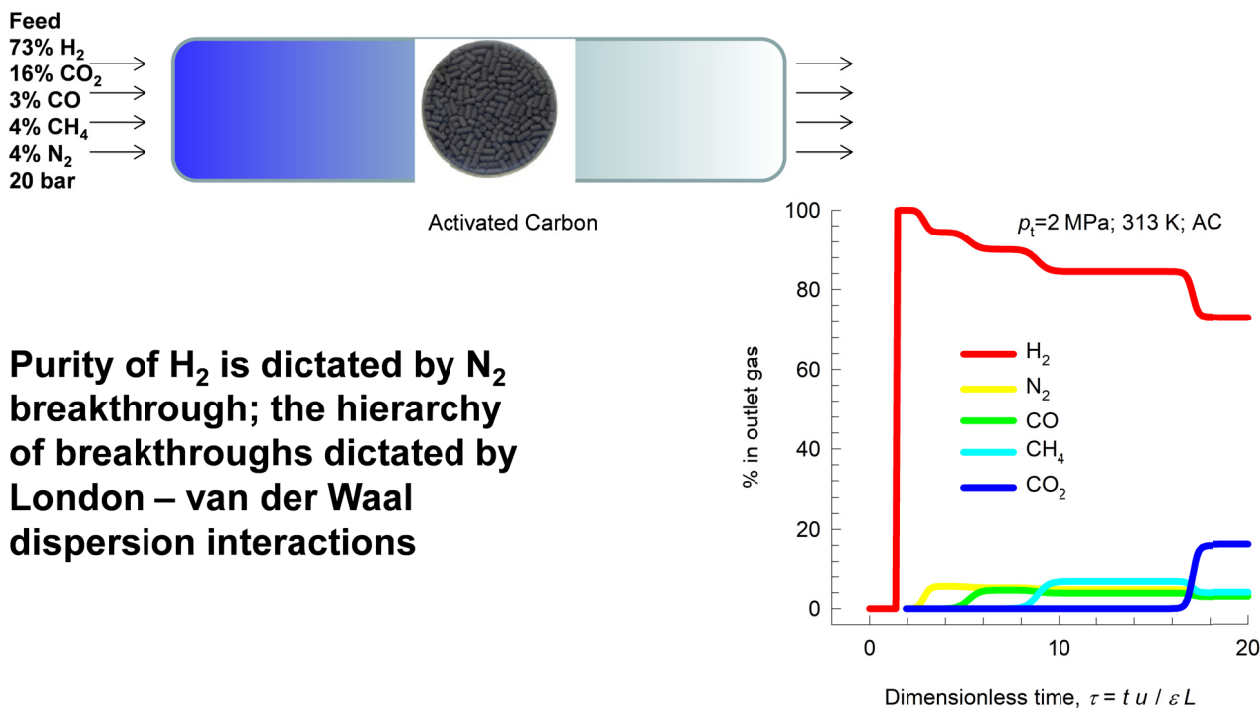 Feed
73% H₂
16% CO₂
3% CO
4% CH₄
4% N₂
20 bar
Activated Carbon
Purity of H₂ is dictated by N₂
breakthrough; the hierarchy
of breakthroughs dictated by
London – van der Waal
dispersion interactions
pₜ=2 MPa; 313 K; AC
% in outlet gas
100
80
60
40
20
0
H₂
N₂
CO
CH₄
CO₂
0 10 20
Dimensionless time, τ = t u / ε L